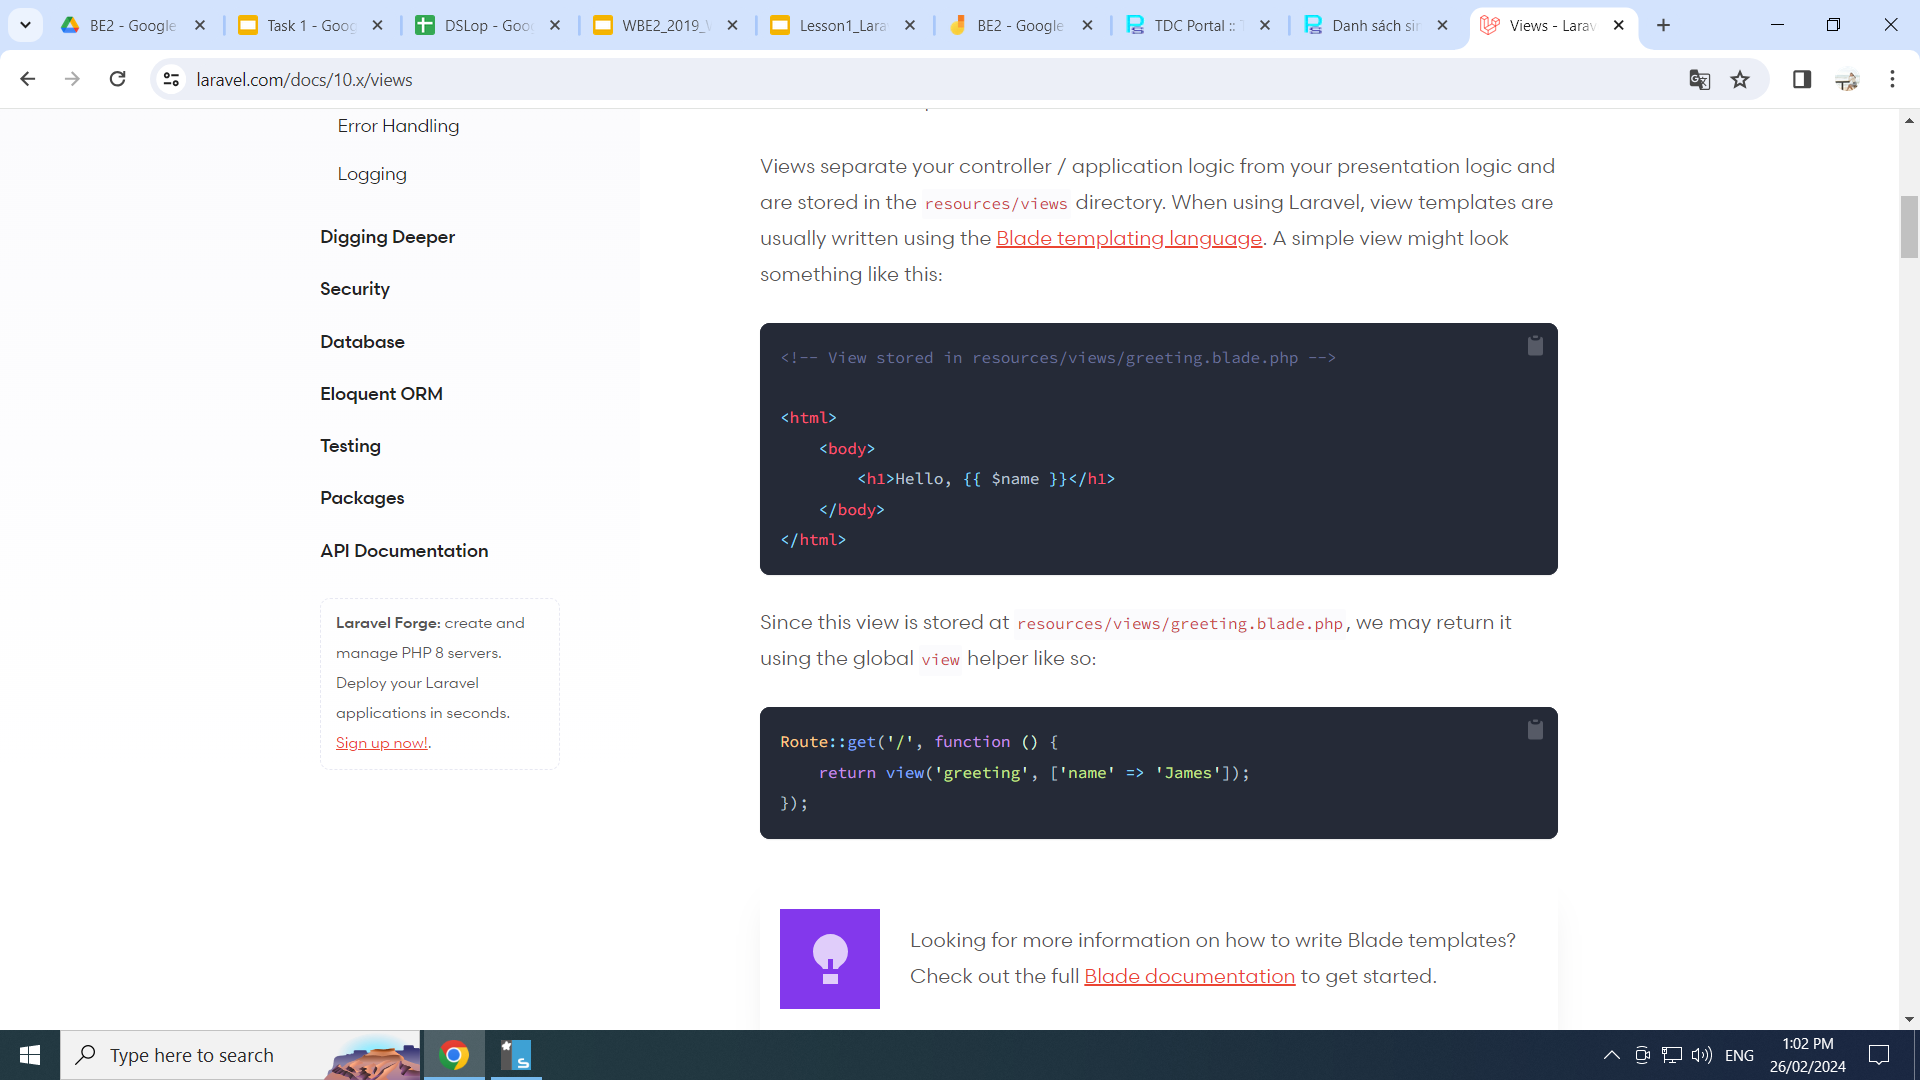 BE2 - Google
Task 1 - Goog
DSLop - Goo
WBE2_2019_
Lesson1_Lara
BE2 - Google
TDC Portal ::
Danh sách sin
Views - Larav
laravel.com/docs/10.x/views
Error Handling
Logging
Digging Deeper
Security
Database
Eloquent ORM
Testing
Packages
API Documentation
Laravel Forge: create and
manage PHP 8 servers.
Deploy your Laravel
applications in seconds.
Sign up now!.
Views separate your controller / application logic from your presentation logic and
are stored in the resources/views directory. When using Laravel, view templates are
usually written using the Blade templating language. A simple view might look
something like this:
<!-- View stored in resources/views/greeting.blade.php -->
<html>
    <body>
        <h1>Hello, {{ $name }}</h1>
    </body>
</html>
Since this view is stored at resources/views/greeting.blade.php, we may return it
using the global view helper like so:
Route::get('/', function () {
    return view('greeting', ['name' => 'James']);
});
Looking for more information on how to write Blade templates?
Check out the full Blade documentation to get started.
Type here to search
S
ENG
1:02 PM
26/02/2024